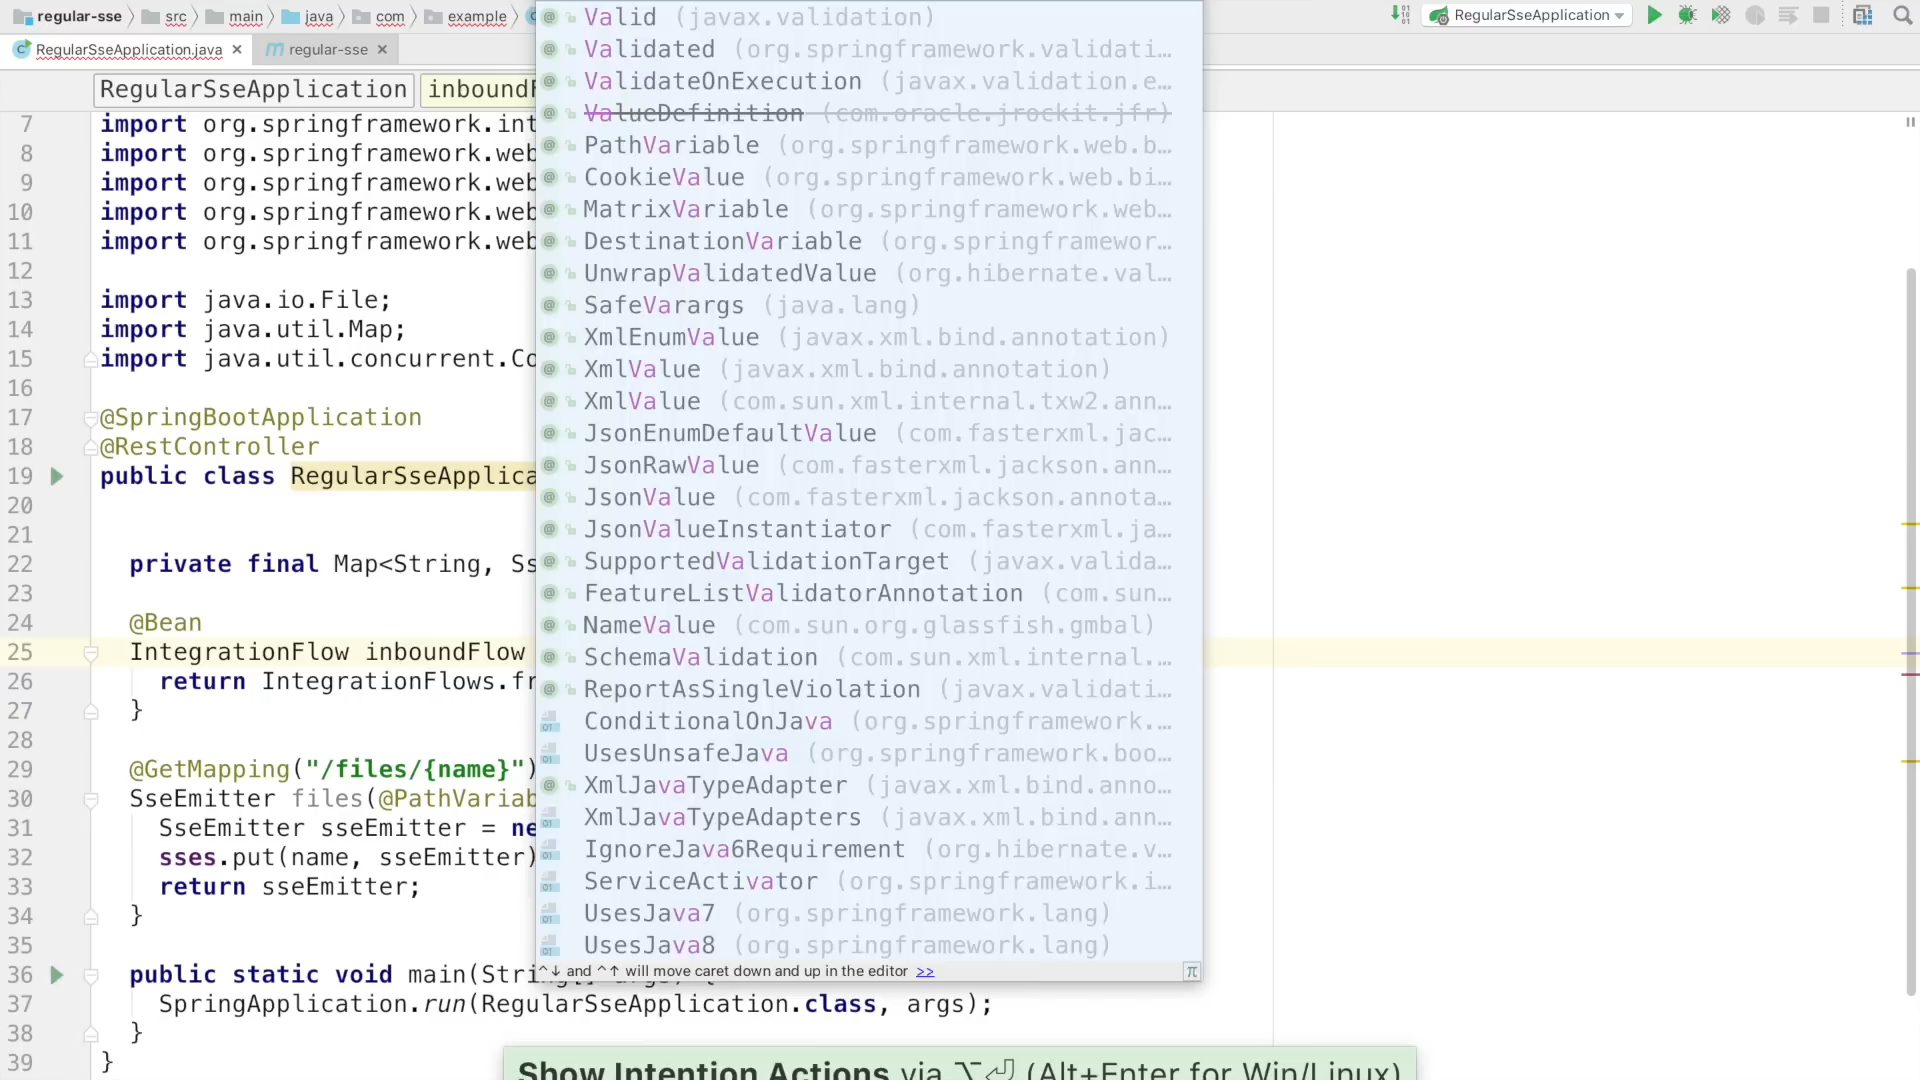 regular-sse src main java com example
RegularSseApplication
RegularSseApplication.java regular-sse
RegularSseApplication inboundF
7 import org.springframework.int
8 import org.springframework.web
9 import org.springframework.web
10 import org.springframework.web
11 import org.springframework.web
12
13 import java.io.File;
14 import java.util.Map;
15 import java.util.concurrent.Co
16
17 @SpringBootApplication
18 @RestController
19 public class RegularSseApplica
20
21
22 private final Map<String, Ss
23
24 @Bean
25 IntegrationFlow inboundFlow
26 return IntegrationFlows.fr
27 }
28
29 @GetMapping("/files/{name}")
30 SseEmitter files(@PathVariab
31 SseEmitter sseEmitter = ne
32 sses.put(name, sseEmitter)
33 return sseEmitter;
34 }
35
36 public static void main(String[] args) {
37 SpringApplication.run(RegularSseApplication.class, args);
38 }
39 }
Valid (javax.validation)
Validated (org.springframework.validati…
ValidateOnExecution (javax.validation.e…
ValueDefinition (com.oracle.jrockit.jfr)
PathVariable (org.springframework.web.b…
CookieValue (org.springframework.web.bi…
MatrixVariable (org.springframework.web…
DestinationVariable (org.springframewor…
UnwrapValidatedValue (org.hibernate.val…
SafeVarargs (java.lang)
XmlEnumValue (javax.xml.bind.annotation)
XmlValue (javax.xml.bind.annotation)
XmlValue (com.sun.xml.internal.txw2.ann…
JsonEnumDefaultValue (com.fasterxml.jac…
JsonRawValue (com.fasterxml.jackson.ann…
JsonValue (com.fasterxml.jackson.annota…
JsonValueInstantiator (com.fasterxml.ja…
SupportedValidationTarget (javax.valida…
FeatureListValidatorAnnotation (com.sun…
NameValue (com.sun.org.glassfish.gmbal)
SchemaValidation (com.sun.xml.internal.…
ReportAsSingleViolation (javax.validati…
ConditionalOnJava (org.springframework.…
UsesUnsafeJava (org.springframework.boo…
XmlJavaTypeAdapter (javax.xml.bind.anno…
XmlJavaTypeAdapters (javax.xml.bind.ann…
IgnoreJava6Requirement (org.hibernate.v…
ServiceActivator (org.springframework.i…
UsesJava7 (org.springframework.lang)
UsesJava8 (org.springframework.lang)
^↓ and ^↑ will move caret down and up in the editor >> π
Show Intention Actions via ⌥⏎ (Alt+Enter for Win/Linux)